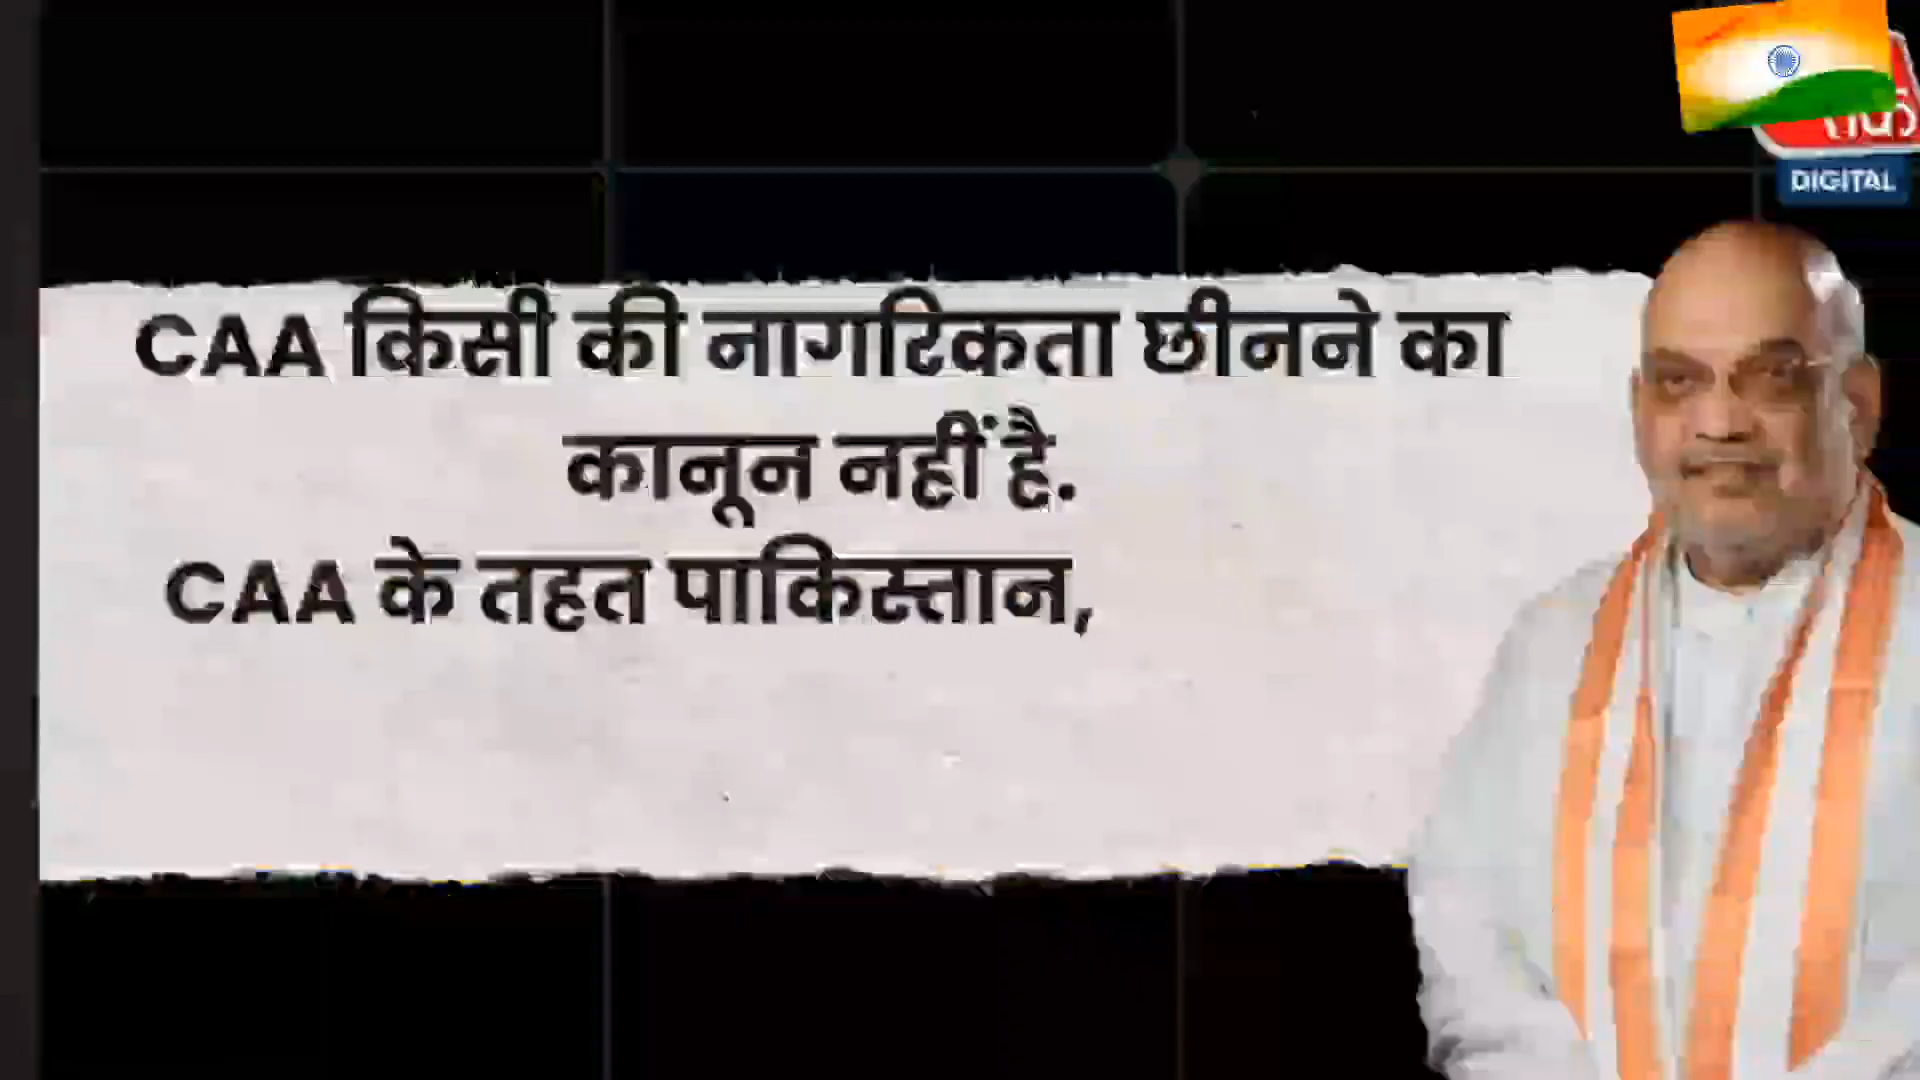 CAA किसी की नागरिकता छीनने का
कानून नहीं है.
CAA के तहत पाकिस्तान,
DIGITAL